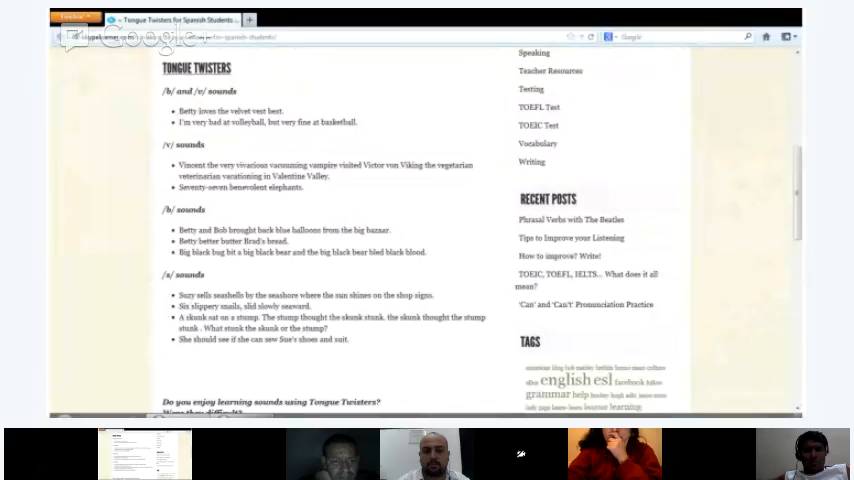 Tongue Twisters for Spanish Students ...
Google+
Google
TONGUE TWISTERS
/b/ and /v/ sounds
Betty loves the velvet vest best.
I'm very bad at volleyball, but very fine at basketball.
/v/ sounds
Vincent the very vivarious vacuuming vampire visited Victor von Viking the vegetarian
veterinarian vacationing in Valentine Valley.
Seventy-seven benevolent elephants.
/b/ sounds
Betty and Bob brought back blue balloons from the big bazaar.
Betty better butter Brad's bread.
Big black bug bit a big black bear and the big black bear bled black blood.
/s/ sounds
Suzy sells seashells by the seashore where the sun shines on the shop signs.
Six slippery snails, slid slowly seaward.
A skunk sat on a stump. The stump thought the skunk stunk. the skunk thought the stump
stunk . What stunk the skunk or the stump?
She should see if she can sew Sue's shoes and suit.
Do you enjoy learning sounds using Tongue Twisters?
Were they difficult?
Speaking
Teacher Resources
Testing
TOEFL Test
TOEIC Test
Vocabulary
Writing
RECENT POSTS
Phrasal Verbs with The Beatles
Tips to Improve your Listening
How to improve? Write!
TOEIC, TOEFL, IELTS... What does it all
mean?
'Can' and 'Can't' Pronunciation Practice
TAGS
english esl facebook
grammar help
learning